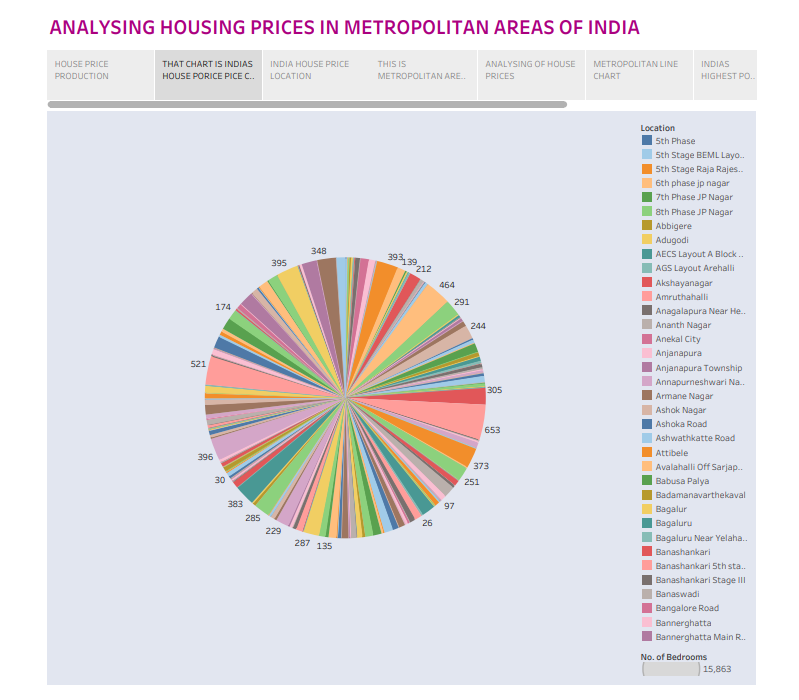 ANALYSING HOUSING PRICES IN METROPOLITAN AREAS OF INDIA
HOUSE PRICE
PRODUCTION
THAT CHART IS INDIAS
HOUSE PORICE PICE C..
INDIA HOUSE PRICE
LOCATION
THIS IS
METROPOLITAN ARE..
ANALYSING OF HOUSE
PRICES
METROPOLITAN LINE
CHART
INDIAS
HIGHEST PO..
348
395
174
521
396
30
383
285
229
287
135
26
97
251
373
653
305
244
291
464
212
139
393
Location
5th Phase
5th Stage BEML Layo..
5th Stage Raja Rajes..
6th phase jp nagar
7th Phase JP Nagar
8th Phase JP Nagar
Abbigere
Adugodi
AECS Layout A Block ..
AGS Layout Arehalli
Akshayanagar
Amruthahalli
Anagalapura Near He..
Ananth Nagar
Anekal City
Anjanapura
Anjanapura Township
Annapurneshwari Na..
Armane Nagar
Ashok Nagar
Ashoka Road
Ashwathkatte Road
Attibele
Avalahalli Off Sarjap..
Babusa Palya
Badamanavarthekaval
Bagalur
Bagaluru
Bagaluru Near Yelaha..
Banashankari
Banashankari 5th sta..
Banashankari Stage III
Banaswadi
Bangalore Road
Bannerghatta
Bannerghatta Main R..
No. of Bedrooms
15,863